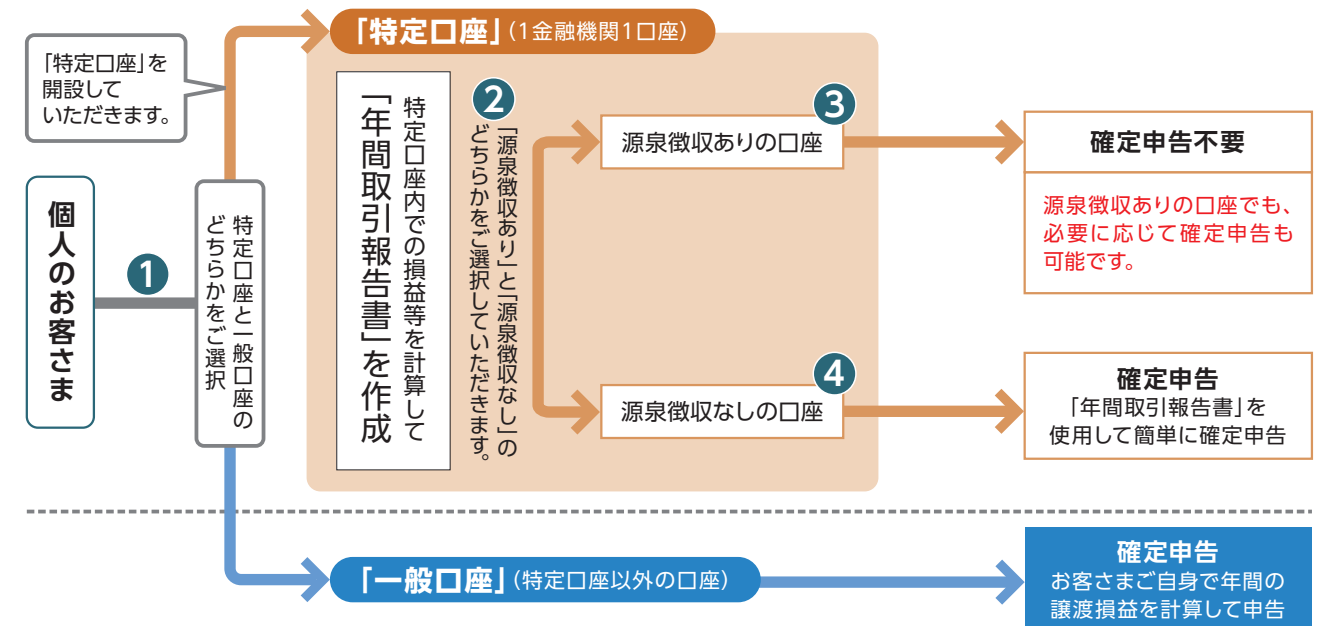 「特定口座」を
開設して
いただきます。
個人のお客さま
1
特定口座と一般口座の
どちらかをご選択
「特定口座」(1金融機関1口座)
特定口座内での損益等を計算して
「年間取引報告書」を作成
2
「源泉徴収あり」と「源泉徴収なし」の
どちらかをご選択していただきます。
3
源泉徴収ありの口座
確定申告不要
源泉徴収ありの口座でも、
必要に応じて確定申告も
可能です。
4
源泉徴収なしの口座
確定申告
「年間取引報告書」を
使用して簡単に確定申告
「一般口座」(特定口座以外の口座)
確定申告
お客さまご自身で年間の
譲渡損益を計算して申告